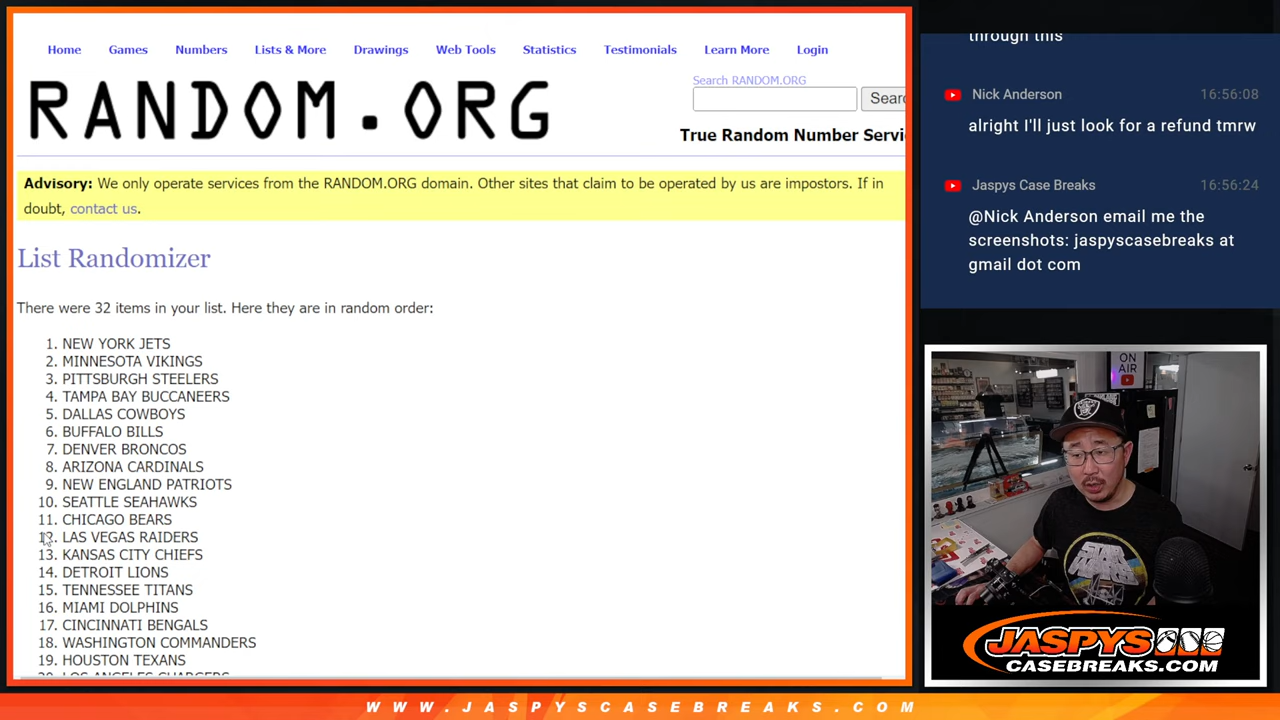 Home Games Numbers Lists & More Drawings Web Tools Statistics Testimonials Learn More Login
RANDOM.ORG
Search RANDOM.ORG
Searc
True Random Number Servi
Advisory: We only operate services from the RANDOM.ORG domain. Other sites that claim to be operated by us are impostors. If in
doubt, contact us.
List Randomizer
There were 32 items in your list. Here they are in random order:
1. NEW YORK JETS
2. MINNESOTA VIKINGS
3. PITTSBURGH STEELERS
4. TAMPA BAY BUCCANEERS
5. DALLAS COWBOYS
6. BUFFALO BILLS
7. DENVER BRONCOS
8. ARIZONA CARDINALS
9. NEW ENGLAND PATRIOTS
10. SEATTLE SEAHAWKS
11. CHICAGO BEARS
12. LAS VEGAS RAIDERS
13. KANSAS CITY CHIEFS
14. DETROIT LIONS
15. TENNESSEE TITANS
16. MIAMI DOLPHINS
17. CINCINNATI BENGALS
18. WASHINGTON COMMANDERS
19. HOUSTON TEXANS
20. LOS ANGELES CHARGERS
through this
Nick Anderson 16:56:08
alright I'll just look for a refund tmrw
Jaspys Case Breaks 16:56:24
@Nick Anderson email me the
screenshots: jaspyscasebreaks at
gmail dot com
ON
AIR
RAIDERS
STAR
WARS
JASPYS
CASEBREAKS.COM
WWW.JASPYSCASEBREAKS.COM